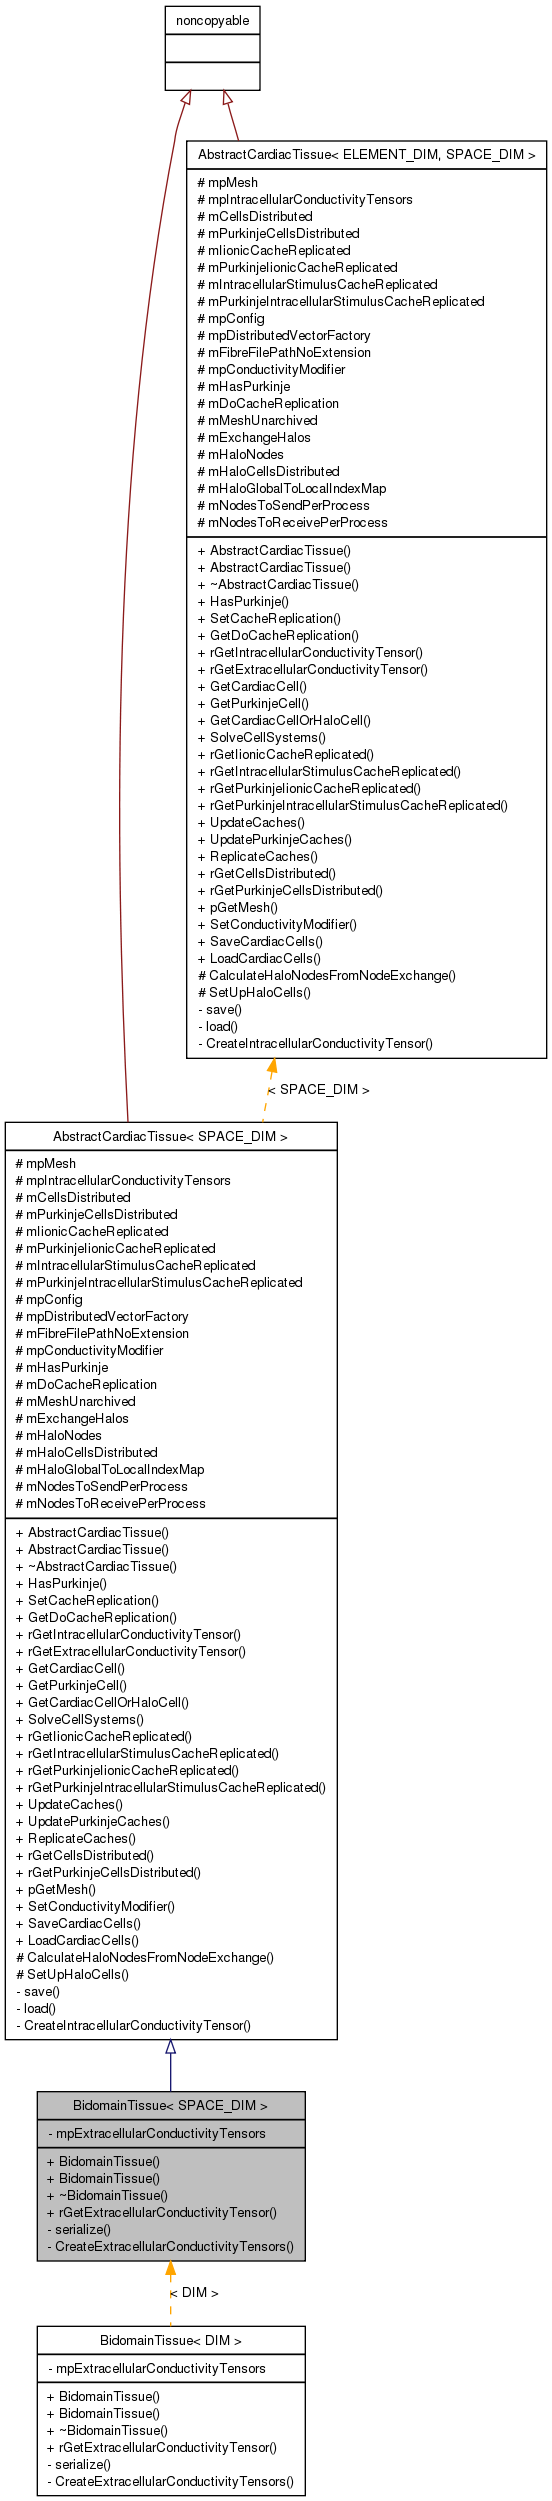 noncopyable
AbstractCardiacTissue< ELEMENT_DIM, SPACE_DIM >
# mpMesh
# mpIntracellularConductivityTensors
# mCellsDistributed
# mPurkinjeCellsDistributed
# mIionicCacheReplicated
# mPurkinjeIionicCacheReplicated
# mIntracellularStimulusCacheReplicated
# mPurkinjeIntracellularStimulusCacheReplicated
# mpConfig
# mpDistributedVectorFactory
# mFibreFilePathNoExtension
# mpConductivityModifier
# mHasPurkinje
# mDoCacheReplication
# mMeshUnarchived
# mExchangeHalos
# mHaloNodes
# mHaloCellsDistributed
# mHaloGlobalToLocalIndexMap
# mNodesToSendPerProcess
# mNodesToReceivePerProcess
+ AbstractCardiacTissue()
+ AbstractCardiacTissue()
+ ~AbstractCardiacTissue()
+ HasPurkinje()
+ SetCacheReplication()
+ GetDoCacheReplication()
+ rGetIntracellularConductivityTensor()
+ rGetExtracellularConductivityTensor()
+ GetCardiacCell()
+ GetPurkinjeCell()
+ GetCardiacCellOrHaloCell()
+ SolveCellSystems()
+ rGetIionicCacheReplicated()
+ rGetIntracellularStimulusCacheReplicated()
+ rGetPurkinjeIionicCacheReplicated()
+ rGetPurkinjeIntracellularStimulusCacheReplicated()
+ UpdateCaches()
+ UpdatePurkinjeCaches()
+ ReplicateCaches()
+ rGetCellsDistributed()
+ rGetPurkinjeCellsDistributed()
+ pGetMesh()
+ SetConductivityModifier()
+ SaveCardiacCells()
+ LoadCardiacCells()
# CalculateHaloNodesFromNodeExchange()
# SetUpHaloCells()
- save()
- load()
- CreateIntracellularConductivityTensor()
< SPACE_DIM >
AbstractCardiacTissue< SPACE_DIM >
# mpMesh
# mpIntracellularConductivityTensors
# mCellsDistributed
# mPurkinjeCellsDistributed
# mIionicCacheReplicated
# mPurkinjeIionicCacheReplicated
# mIntracellularStimulusCacheReplicated
# mPurkinjeIntracellularStimulusCacheReplicated
# mpConfig
# mpDistributedVectorFactory
# mFibreFilePathNoExtension
# mpConductivityModifier
# mHasPurkinje
# mDoCacheReplication
# mMeshUnarchived
# mExchangeHalos
# mHaloNodes
# mHaloCellsDistributed
# mHaloGlobalToLocalIndexMap
# mNodesToSendPerProcess
# mNodesToReceivePerProcess
+ AbstractCardiacTissue()
+ AbstractCardiacTissue()
+ ~AbstractCardiacTissue()
+ HasPurkinje()
+ SetCacheReplication()
+ GetDoCacheReplication()
+ rGetIntracellularConductivityTensor()
+ rGetExtracellularConductivityTensor()
+ GetCardiacCell()
+ GetPurkinjeCell()
+ GetCardiacCellOrHaloCell()
+ SolveCellSystems()
+ rGetIionicCacheReplicated()
+ rGetIntracellularStimulusCacheReplicated()
+ rGetPurkinjeIionicCacheReplicated()
+ rGetPurkinjeIntracellularStimulusCacheReplicated()
+ UpdateCaches()
+ UpdatePurkinjeCaches()
+ ReplicateCaches()
+ rGetCellsDistributed()
+ rGetPurkinjeCellsDistributed()
+ pGetMesh()
+ SetConductivityModifier()
+ SaveCardiacCells()
+ LoadCardiacCells()
# CalculateHaloNodesFromNodeExchange()
# SetUpHaloCells()
- save()
- load()
- CreateIntracellularConductivityTensor()
BidomainTissue< SPACE_DIM >
- mpExtracellularConductivityTensors
+ BidomainTissue()
+ BidomainTissue()
+ ~BidomainTissue()
+ rGetExtracellularConductivityTensor()
- serialize()
- CreateExtracellularConductivityTensors()
< DIM >
BidomainTissue< DIM >
- mpExtracellularConductivityTensors
+ BidomainTissue()
+ BidomainTissue()
+ ~BidomainTissue()
+ rGetExtracellularConductivityTensor()
- serialize()
- CreateExtracellularConductivityTensors()